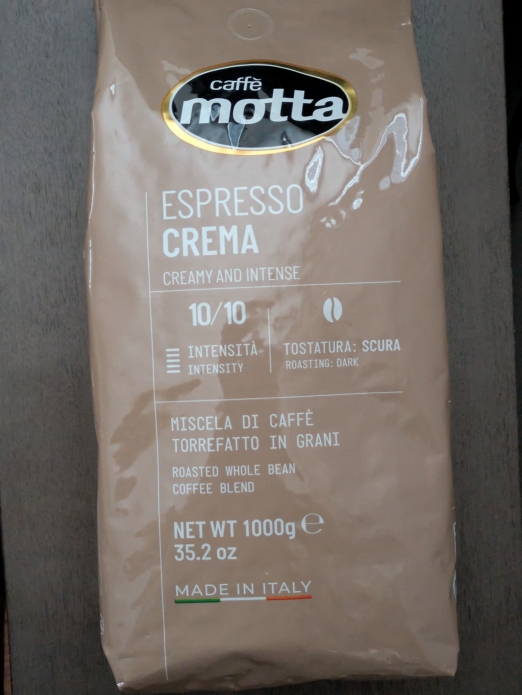 caffè
motta
ESPRESSO
CREMA
CREAMY AND INTENSE
10/10
INTENSITÀ
INTENSITY
TOSTATURA: SCURA
ROASTING: DARK
MISCELA DI CAFFÈ
TORREFATTO IN GRANI
ROASTED WHOLE BEAN
COFFEE BLEND
NET WT 1000g ℮
35.2 oz
MADE IN ITALY